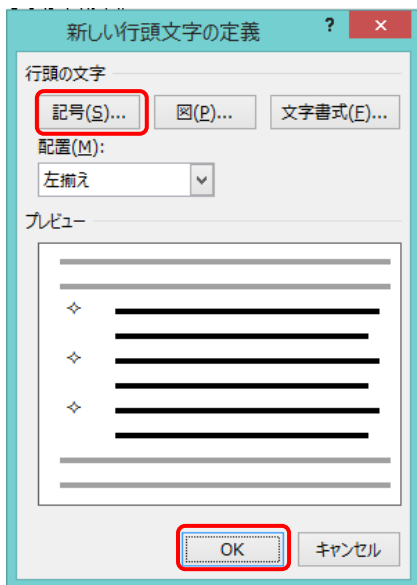 新しい行頭文字の定義 ? ×
行頭の文字
記号(S)... 図(P)... 文字書式(F)...
配置(M):
左揃え
プレビュー
OK キャンセル